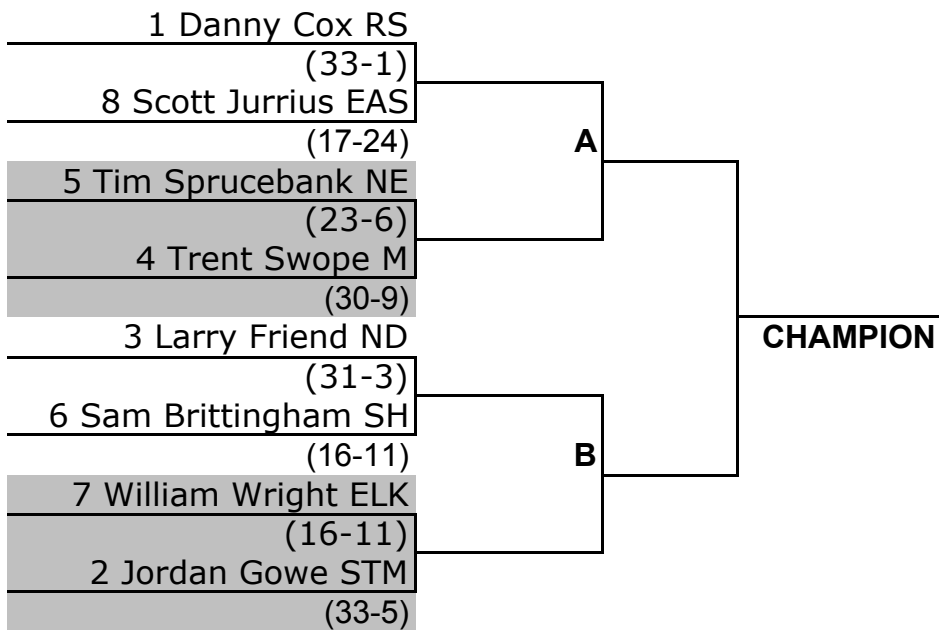 1 Danny Cox RS
(33-1)
8 Scott Jurrius EAS
(17-24)
A
5 Tim Sprucebank NE
(23-6)
4 Trent Swope M
(30-9)
3 Larry Friend ND
CHAMPION
(31-3)
6 Sam Brittingham SH
(16-11)
B
7 William Wright ELK
(16-11)
2 Jordan Gowe STM
(33-5)